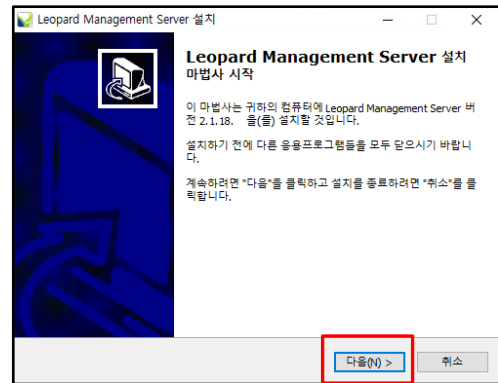 Leopard Management Server 설치
Leopard Management Server 설치
마법사 시작
이 마법사는 귀하의 컴퓨터에 Leopard Management Server 버
전 2.1.18. 을(를) 설치할 것입니다.
설치하기 전에 다른 응용프로그램들을 모두 닫으시기 바랍니
다.
계속하려면 "다음"을 클릭하고 설치를 종료하려면 "취소"를 클
릭합니다.
다음(N) > 취소